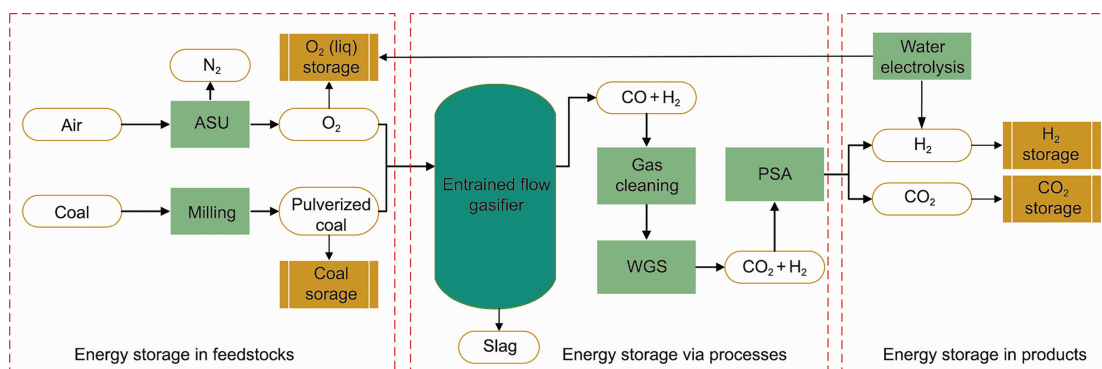 N₂
O₂ (liq)
storage
Water
electrolysis
Air
ASU
O₂
CO + H₂
H₂
H₂
storage
Gas
cleaning
PSA
Entrained flow
gasifier
Coal
Milling
Pulverized
coal
CO₂
CO₂
storage
WGS
CO₂ + H₂
Coal
sorage
Slag
Energy storage in feedstocks
Energy storage via processes
Energy storage in products